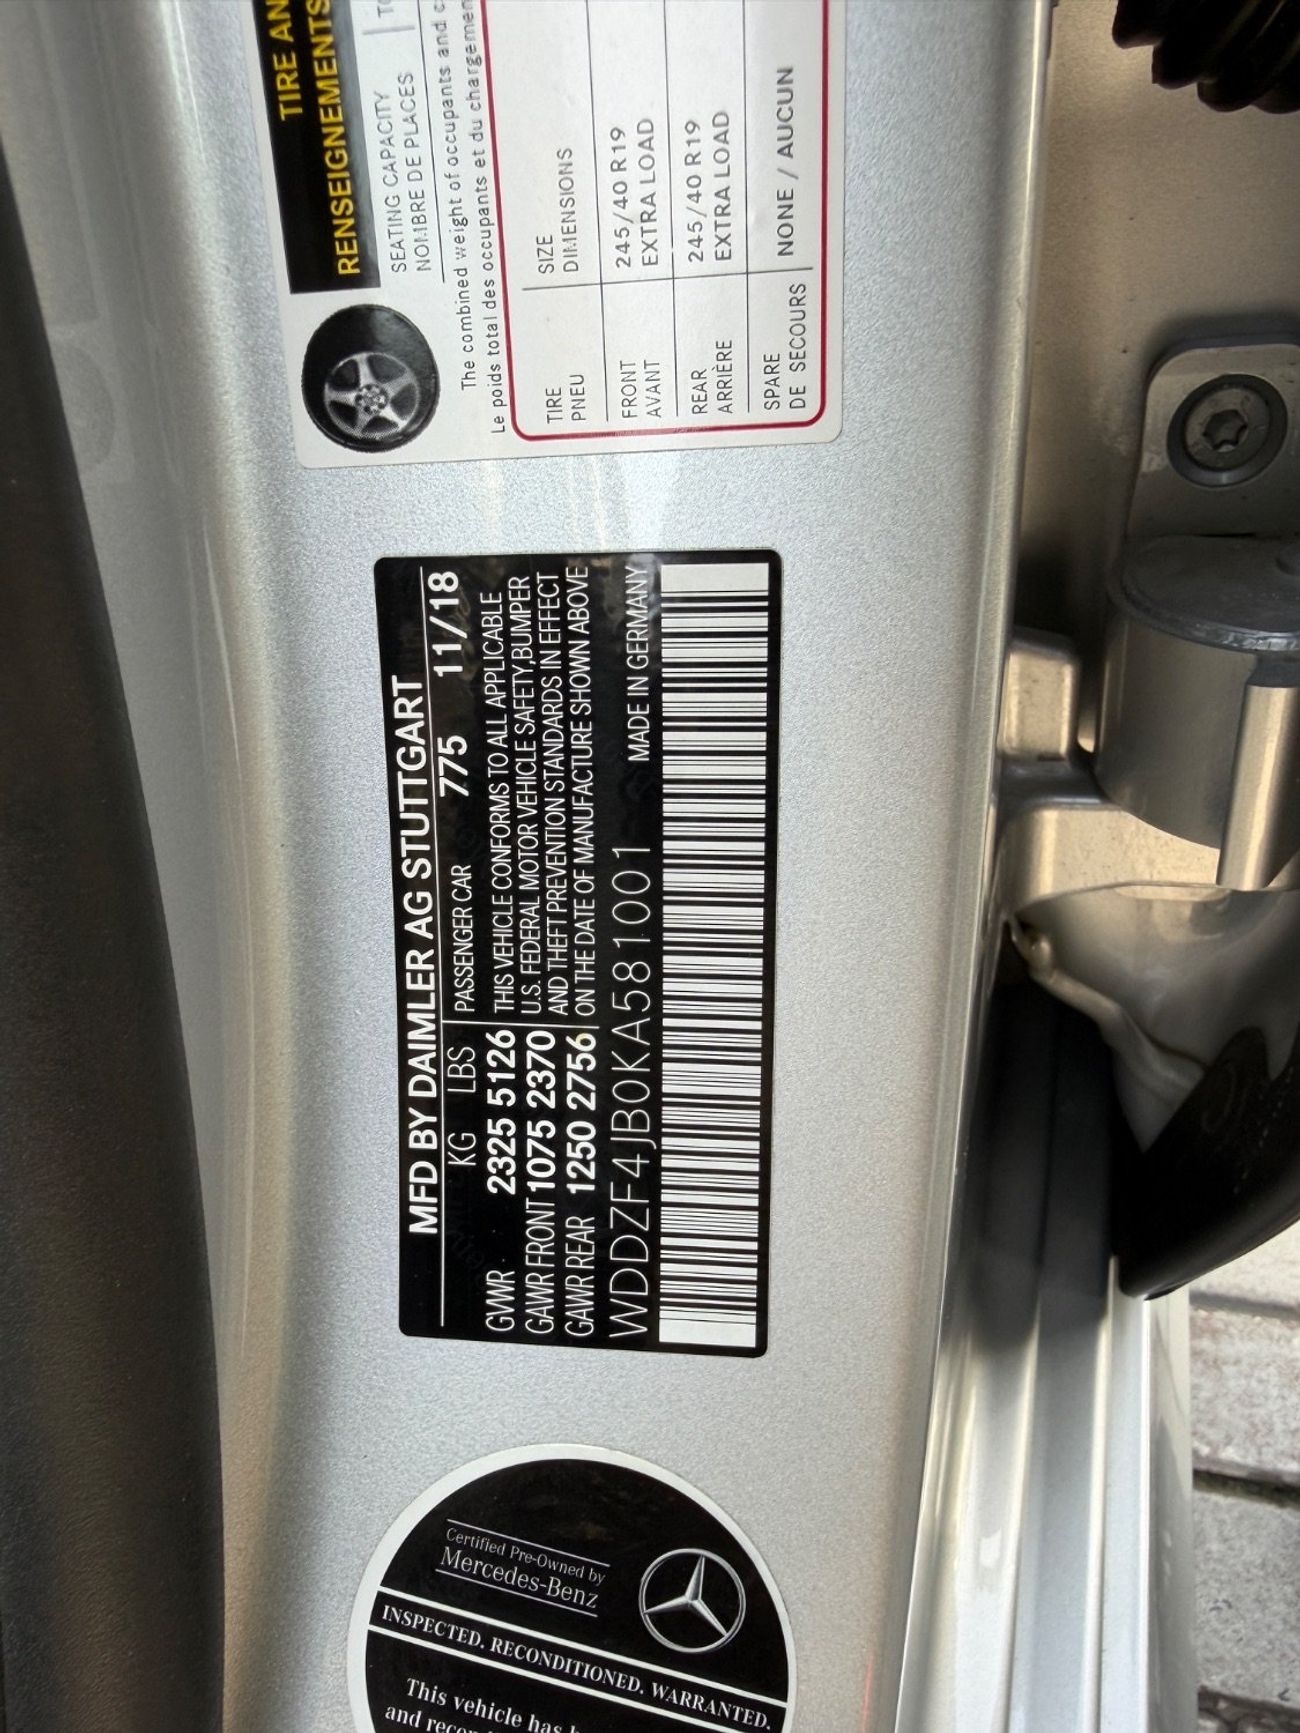 TIRE AN
RENSEIGNEMENTS
SEATING CAPACITY
NOMBRE DE PLACES
The combined weight of occupants and
Le poids total des occupants et du
TIRE SIZE
PNEU DIMENSIONS
FRONT 245/40 R19
AVANT EXTRA LOAD
REAR 245/40 R19
ARRIÈRE EXTRA LOAD
SPARE NONE / AUCUN
DE SECOURS
MFD BY DAIMLER AG STUTTGART
KG LBS PASSENGER CAR 775 11/18
GVWR 2325 5126 THIS VEHICLE CONFORMS TO ALL APPLICABLE
GAWR FRONT 1075 2370 U.S. FEDERAL MOTOR VEHICLE SAFETY,BUMPER
AND THEFT PREVENTION STANDARDS IN EFFECT
GAWR REAR 1250 2756 ON THE DATE OF MANUFACTURE SHOWN ABOVE
WDDZF4JB0KA581001 MADE IN GERMANY
Certified Pre-Owned by
Mercedes-Benz
INSPECTED. RECONDITIONED. WARRANTED.
This vehicle has
and